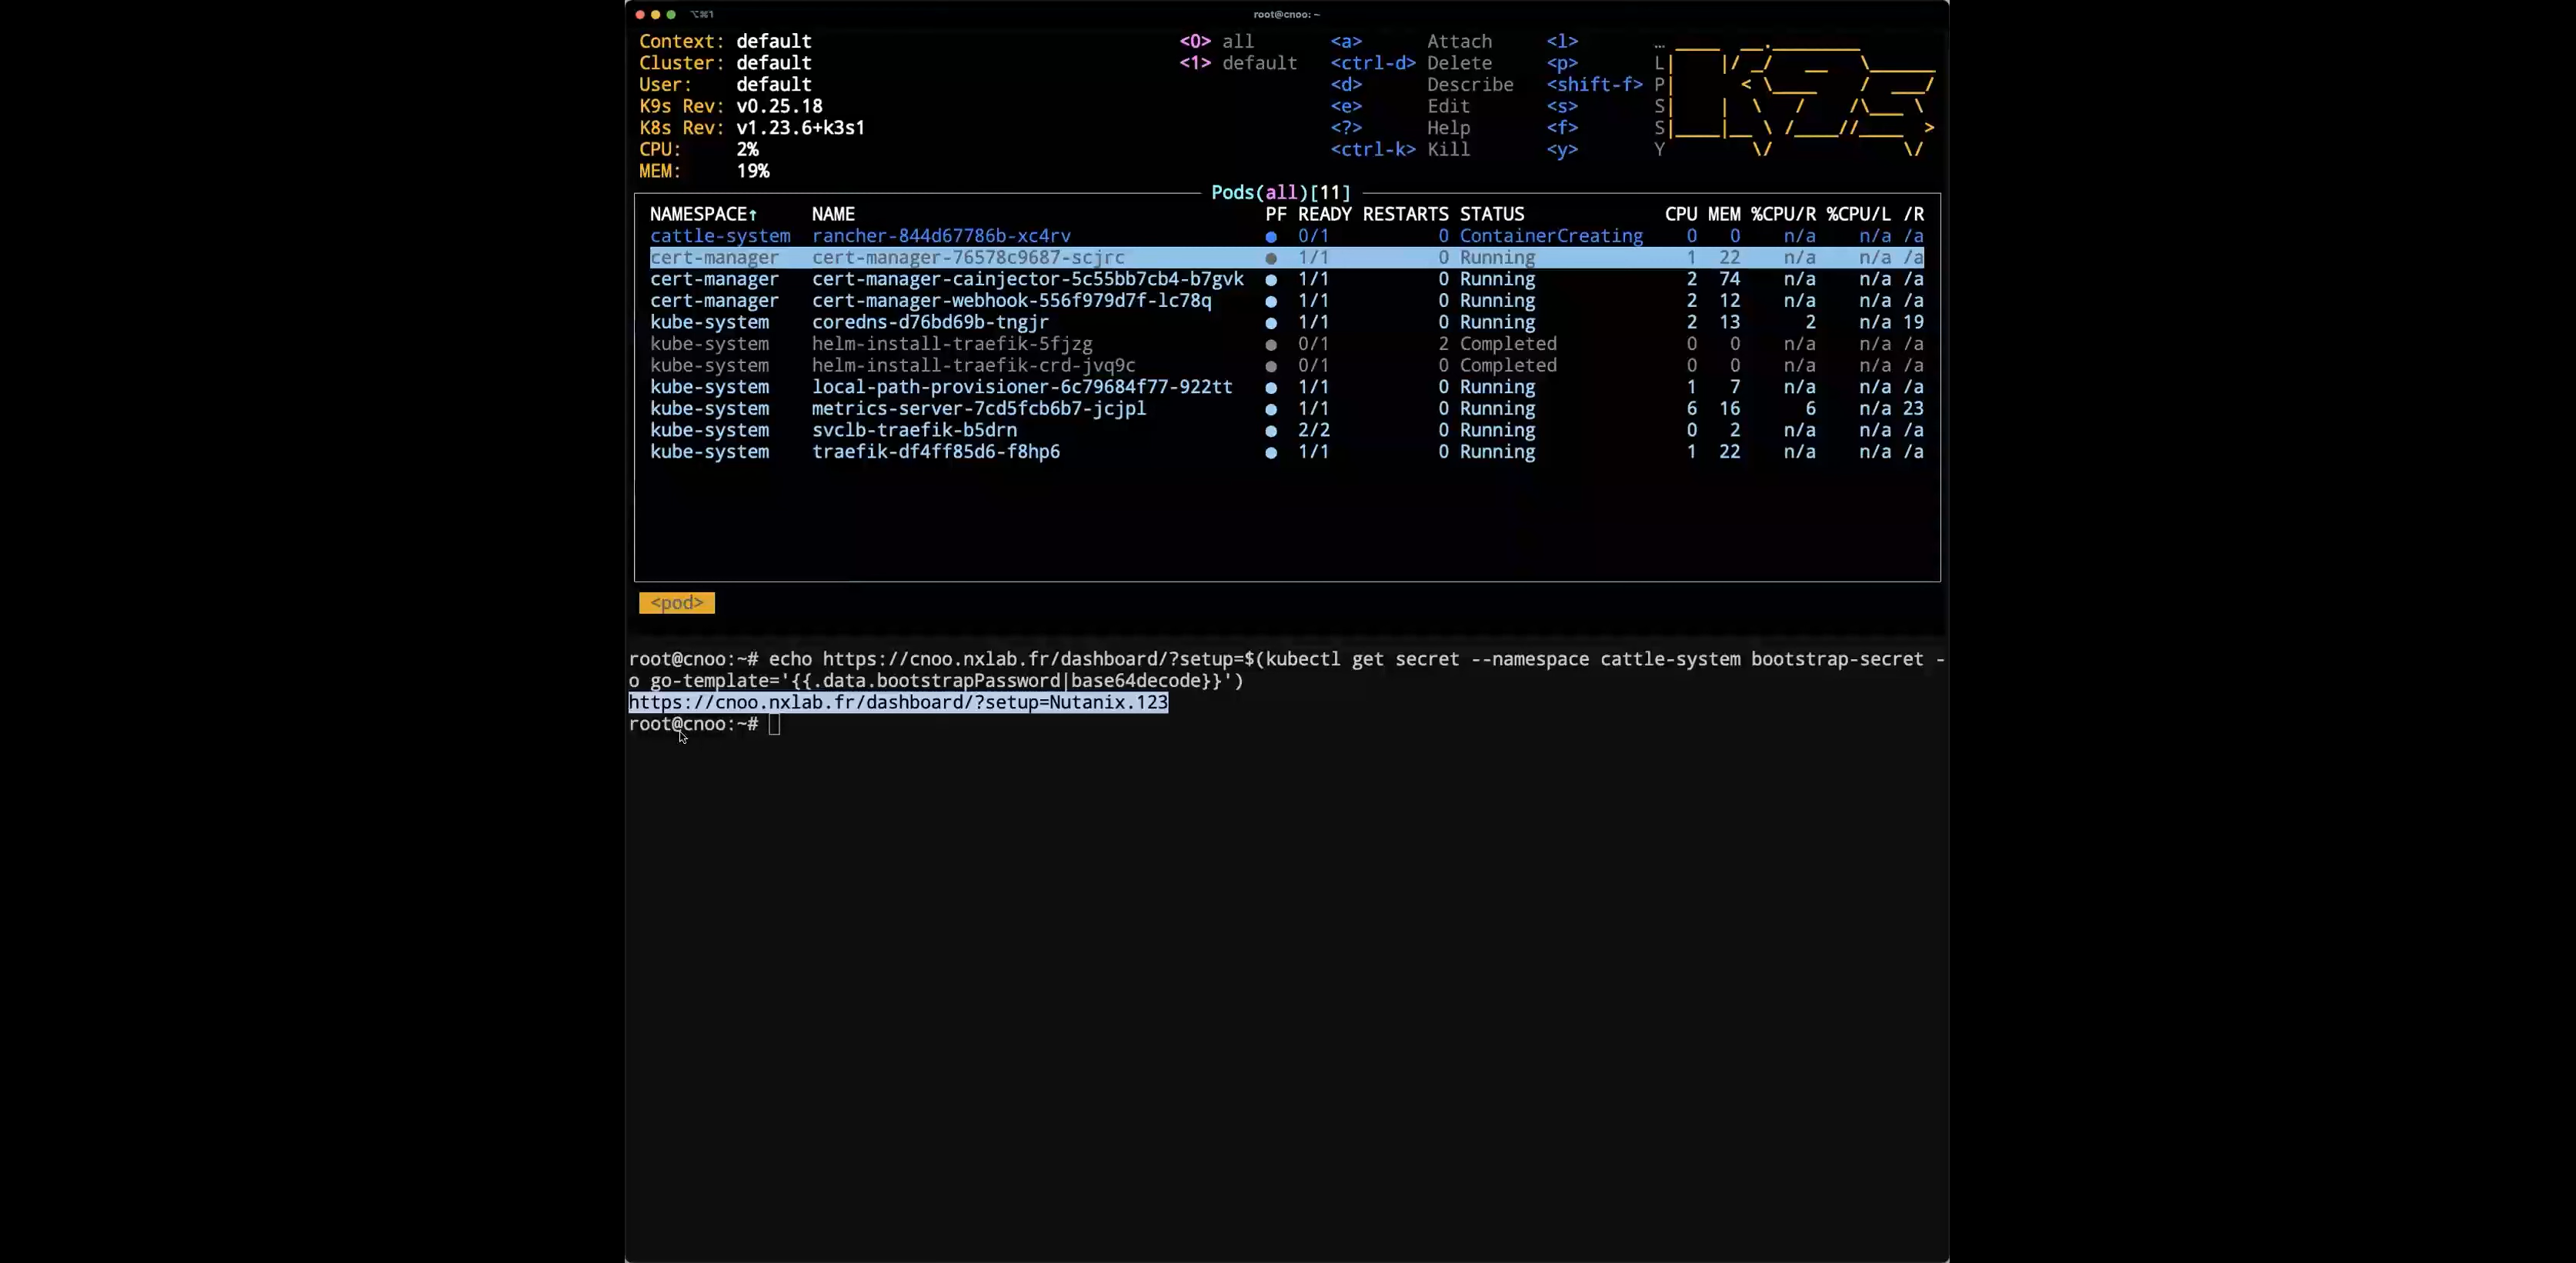 ⌥⌘1 root@cnoo: ~
Context: default <0> all <a> Attach <l> …
Cluster: default <1> default <ctrl-d> Delete <p> L
User: default <d> Describe <shift-f> P
K9s Rev: v0.25.18 <e> Edit <s> S
K8s Rev: v1.23.6+k3s1 <?> Help <f> S
CPU: 2% <ctrl-k> Kill <y> Y
MEM: 19%
Pods(all)[11]
NAMESPACE↑ NAME PF READY RESTARTS STATUS CPU MEM %CPU/R %CPU/L /R
cattle-system rancher-844d67786b-xc4rv ● 0/1 0 ContainerCreating 0 0 n/a n/a /a
cert-manager cert-manager-76578c9687-scjrc ● 1/1 0 Running 1 22 n/a n/a /a
cert-manager cert-manager-cainjector-5c55bb7cb4-b7gvk ● 1/1 0 Running 2 74 n/a n/a /a
cert-manager cert-manager-webhook-556f979d7f-lc78q ● 1/1 0 Running 2 12 n/a n/a /a
kube-system coredns-d76bd69b-tngjr ● 1/1 0 Running 2 13 2 n/a 19
kube-system helm-install-traefik-5fjzg ● 0/1 2 Completed 0 0 n/a n/a /a
kube-system helm-install-traefik-crd-jvq9c ● 0/1 0 Completed 0 0 n/a n/a /a
kube-system local-path-provisioner-6c79684f77-922tt ● 1/1 0 Running 1 7 n/a n/a /a
kube-system metrics-server-7cd5fcb6b7-jcjpl ● 1/1 0 Running 6 16 6 n/a 23
kube-system svclb-traefik-b5drn ● 2/2 0 Running 0 2 n/a n/a /a
kube-system traefik-df4ff85d6-f8hp6 ● 1/1 0 Running 1 22 n/a n/a /a
<pod>
root@cnoo:~# echo https://cnoo.nxlab.fr/dashboard/?setup=$(kubectl get secret --namespace cattle-system bootstrap-secret -
o go-template='{{.data.bootstrapPassword|base64decode}}')
https://cnoo.nxlab.fr/dashboard/?setup=Nutanix.123
root@cnoo:~#